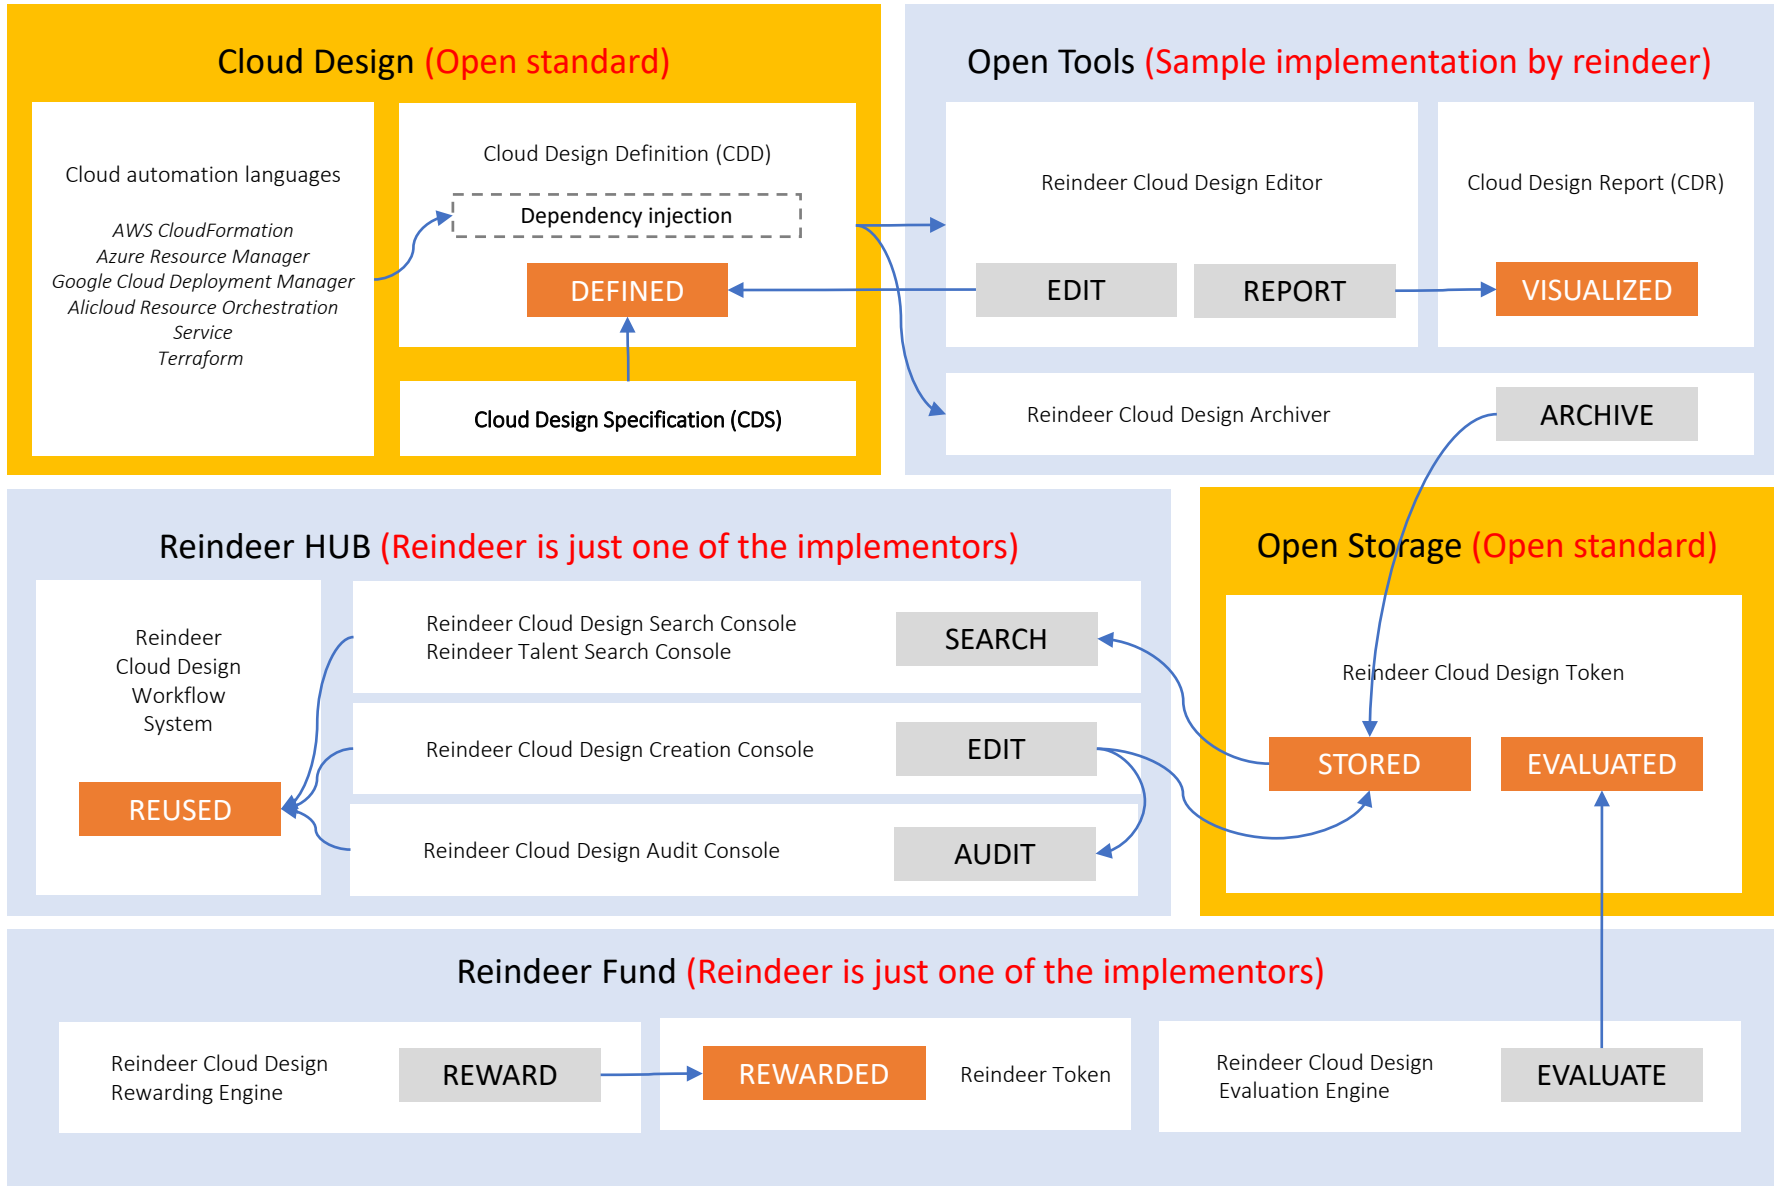 Cloud Design (Open standard)
Cloud automation languages
AWS CloudFormation
Azure Resource Manager
Google Cloud Deployment Manager
Alicloud Resource Orchestration
Service
Terraform
Cloud Design Definition (CDD)
Dependency injection
DEFINED
Cloud Design Specification (CDS)
Open Tools (Sample implementation by reindeer)
Reindeer Cloud Design Editor
EDIT
REPORT
Cloud Design Report (CDR)
VISUALIZED
Reindeer Cloud Design Archiver
ARCHIVE
Reindeer HUB (Reindeer is just one of the implementors)
Reindeer
Cloud Design
Workflow
System
REUSED
Reindeer Cloud Design Search Console
Reindeer Talent Search Console
SEARCH
Reindeer Cloud Design Creation Console
EDIT
Reindeer Cloud Design Audit Console
AUDIT
Open Storage (Open standard)
Reindeer Cloud Design Token
STORED
EVALUATED
Reindeer Fund (Reindeer is just one of the implementors)
Reindeer Cloud Design
Rewarding Engine
REWARD
REWARDED
Reindeer Token
Reindeer Cloud Design
Evaluation Engine
EVALUATE